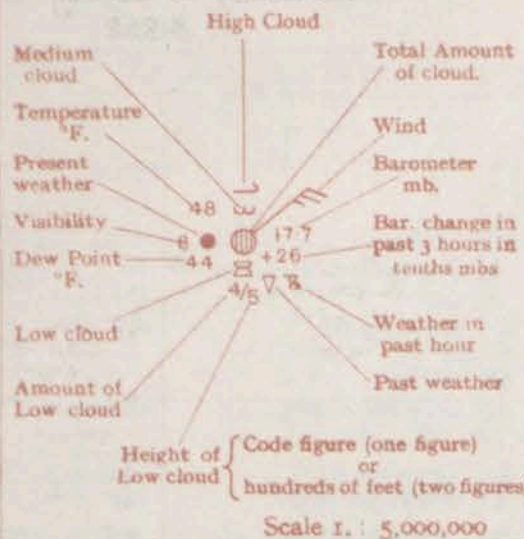 High Cloud
Medium
cloud
Total Amount
of cloud.
Temperature
°F.
Wind
Present
weather
Barometer
mb.
48
Visibility
8
17 7
Bar. change in
past 3 hours in
tenths mbs
Dew Point
°F.
44
+26
4/5
Low cloud
Weather in
past hour
Amount of
Low cloud
Past weather
Height of
Low cloud
Code figure (one figure)
or
hundreds of feet (two figures
Scale 1. : 5,000,000